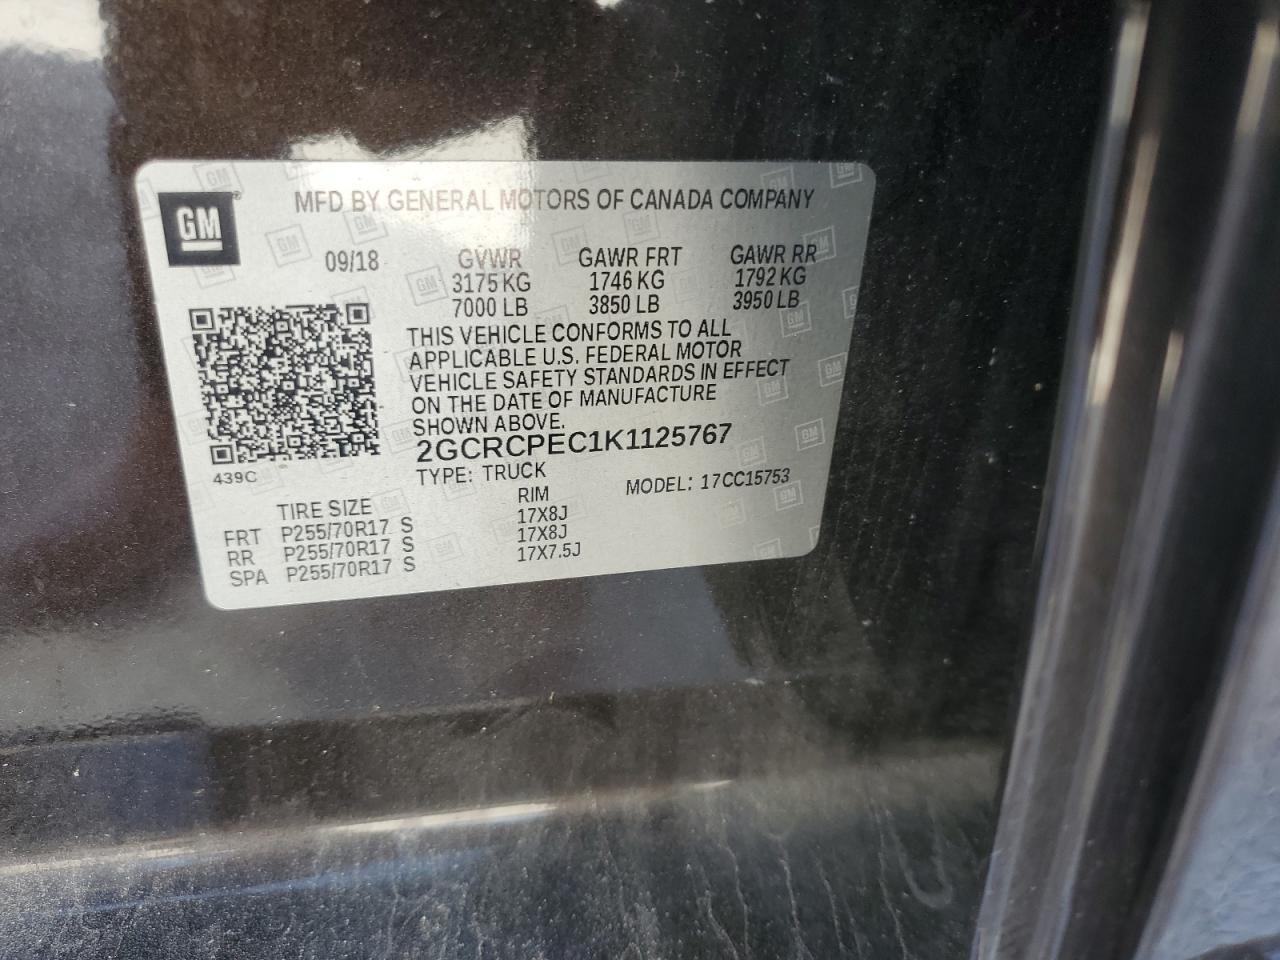 GM
MFD BY GENERAL MOTORS OF CANADA COMPANY
09/18 GVWR GAWR FRT GAWR RR
3175 KG 1746 KG 1792 KG
7000 LB 3850 LB 3950 LB
THIS VEHICLE CONFORMS TO ALL
APPLICABLE U.S. FEDERAL MOTOR
VEHICLE SAFETY STANDARDS IN EFFECT
ON THE DATE OF MANUFACTURE
SHOWN ABOVE.
2GCRCPEC1K1125767
439C
TYPE: TRUCK MODEL: 17CC15753
TIRE SIZE RIM
FRT P255/70R17 S 17X8J
RR P255/70R17 S 17X8J
SPA P255/70R17 S 17X7.5J